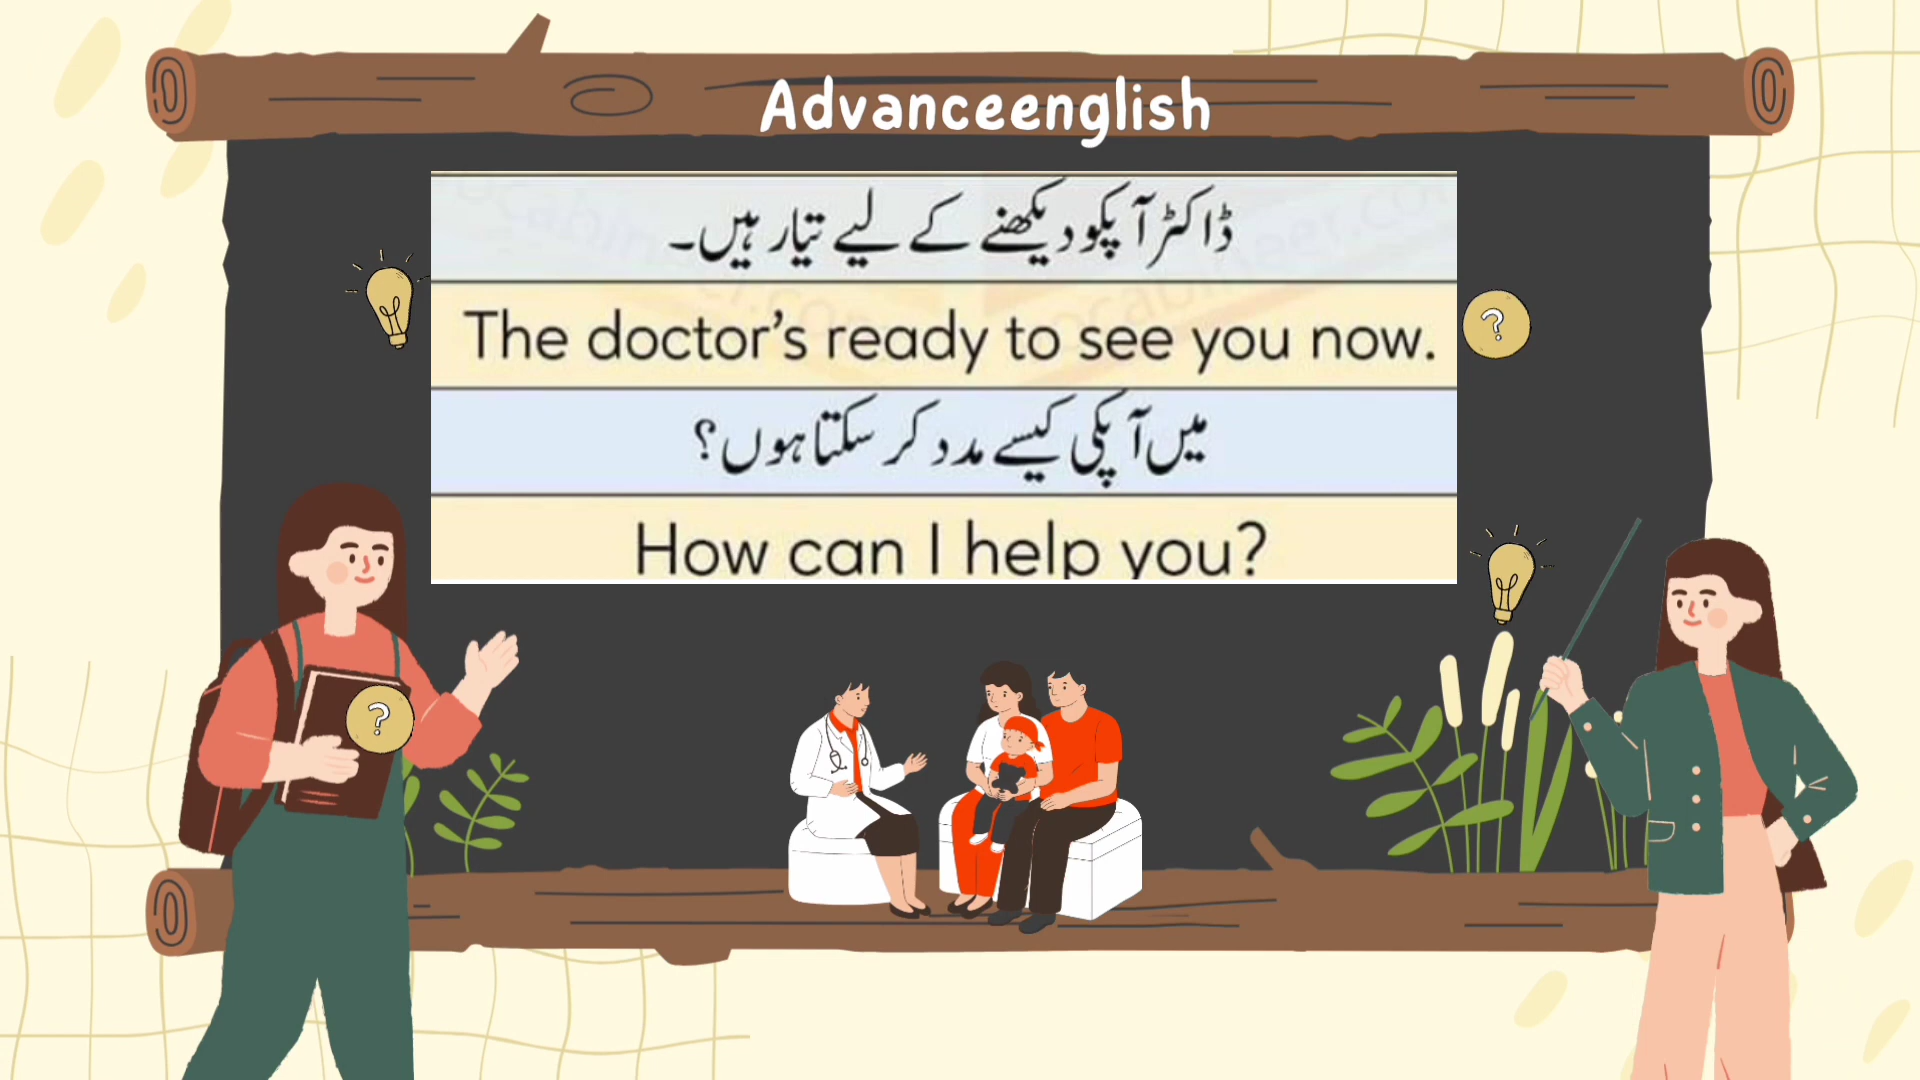 Advanceenglish
ڈاکٹر آپکو دیکھنے کے لیے تیار ہیں۔
The doctor's ready to see you now.
میں آپکی کیسے مدد کر سکتا ہوں؟
How can I help you?
?
?